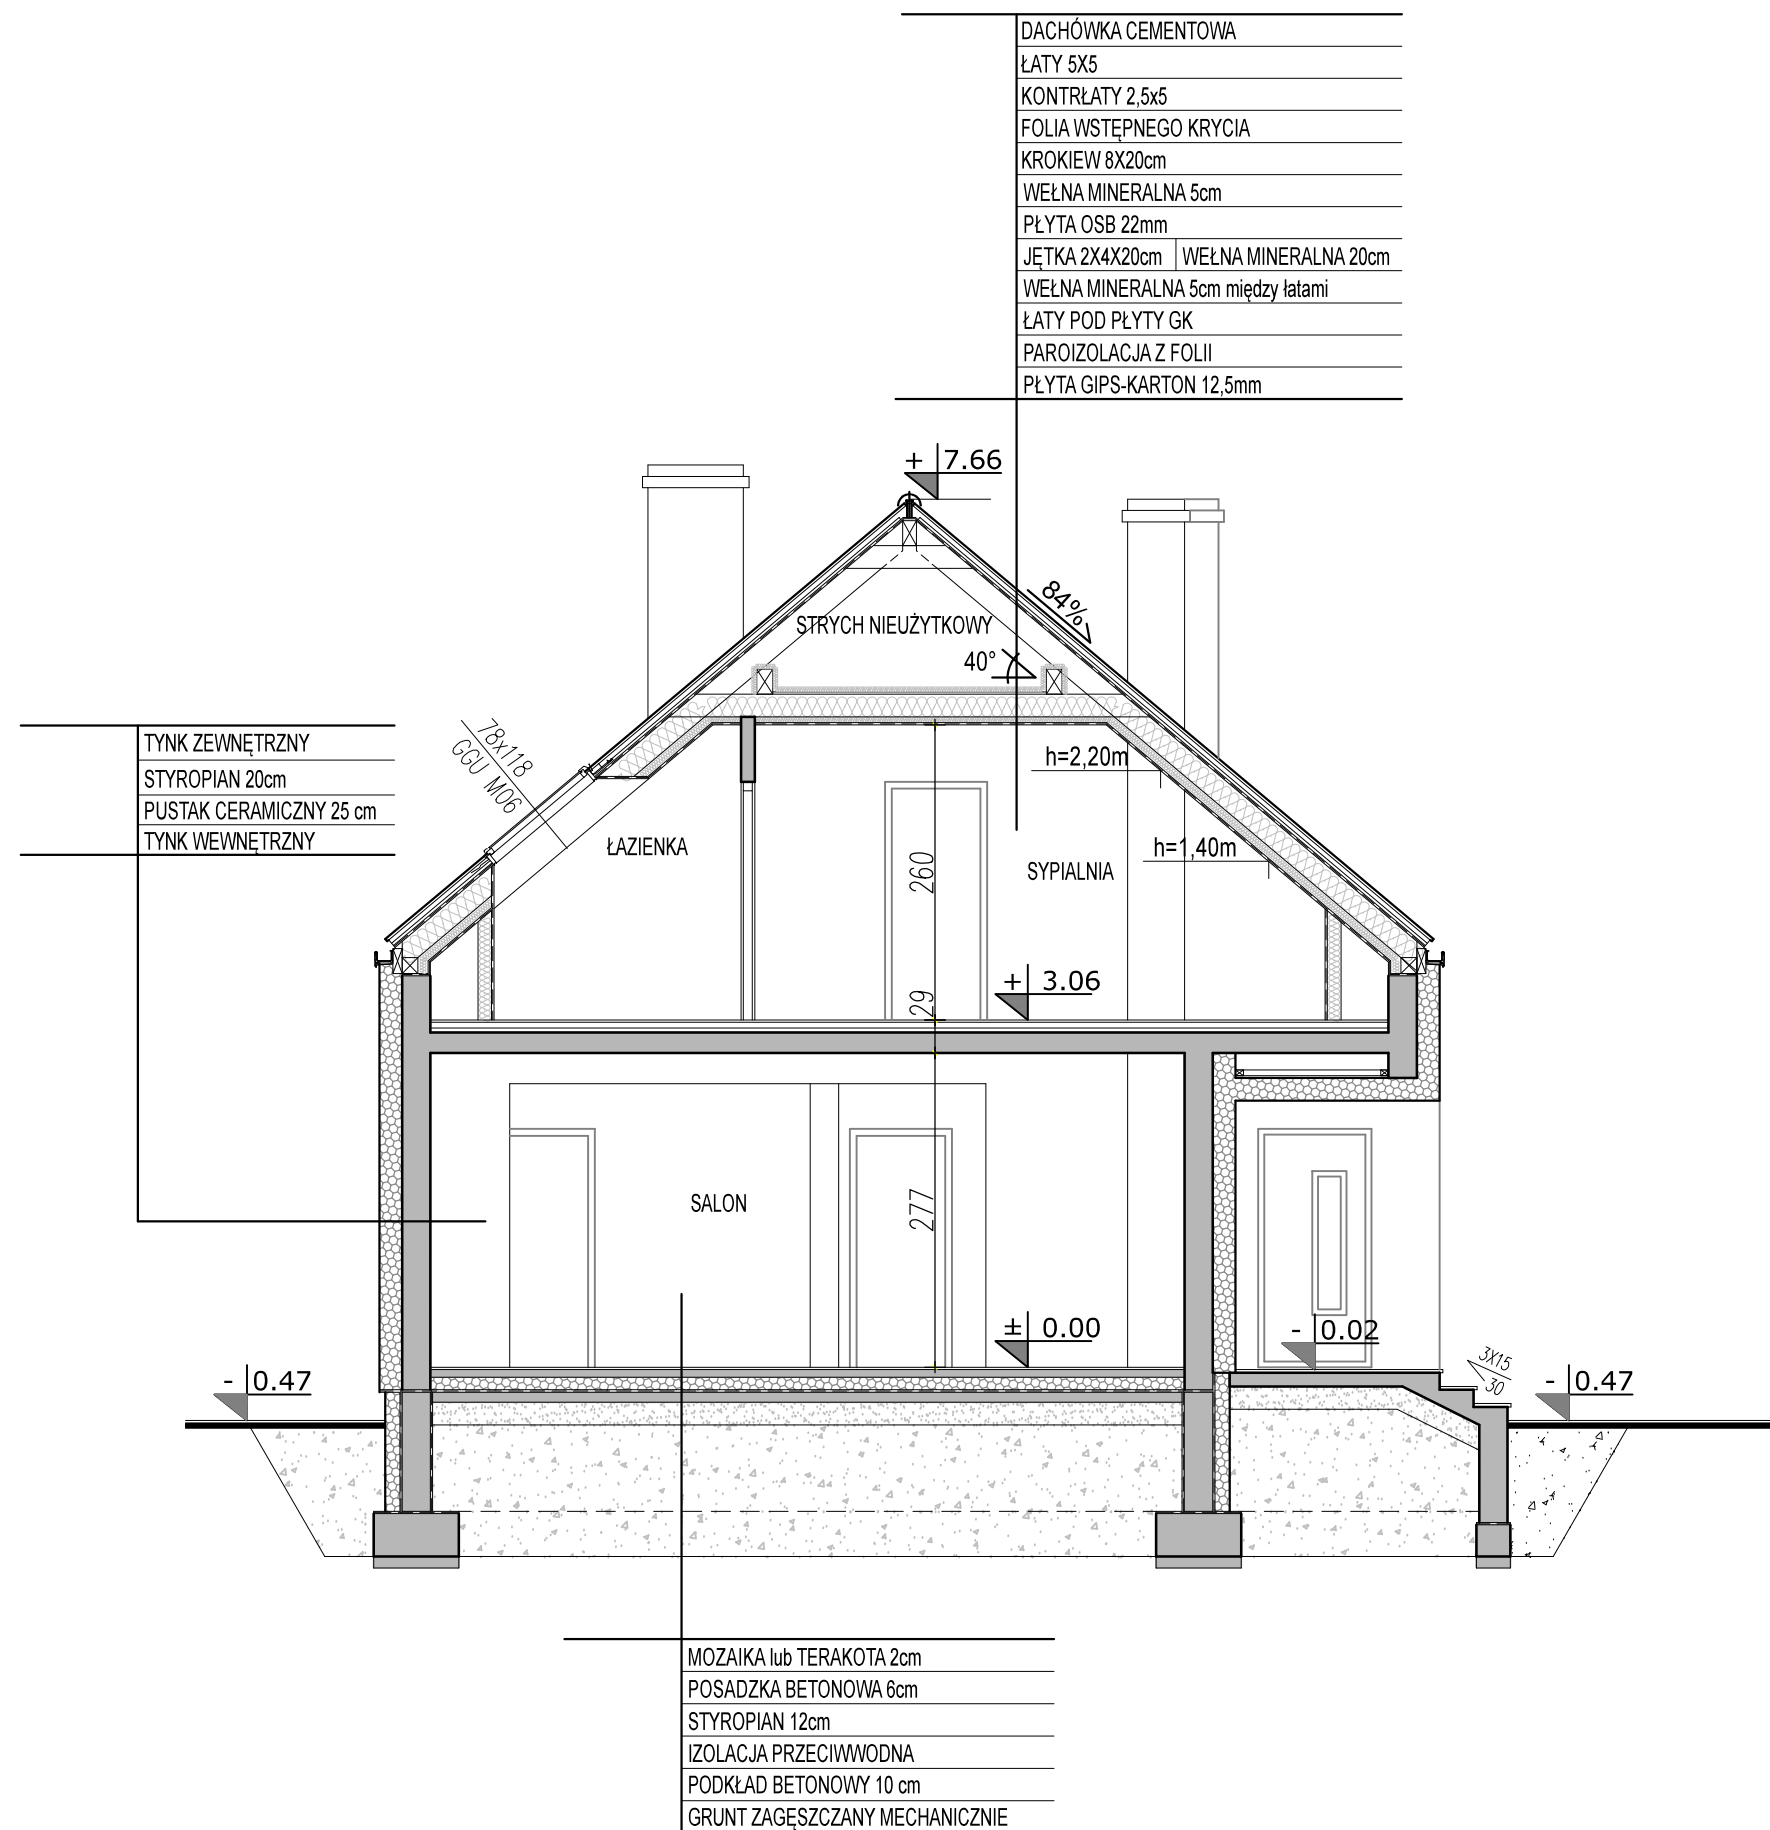 DACHÓWKA CEMENTOWA
ŁATY 5X5
KONTRŁATY 2,5x5
FOLIA WSTĘPNEGO KRYCIA
KROKIEW 8X20cm
WEŁNA MINERALNA 5cm
PŁYTA OSB 22mm
JĘTKA 2X4X20cm WEŁNA MINERALNA 20cm
WEŁNA MINERALNA 5cm między łatami
ŁATY POD PŁYTY GK
PAROIZOLACJA Z FOLII
PŁYTA GIPS-KARTON 12,5mm
+ 7.66
84%
STRYCH NIEUŻYTKOWY
40°
78x118
GGU M06
TYNK ZEWNĘTRZNY
STYROPIAN 20cm
PUSTAK CERAMICZNY 25 cm
TYNK WEWNĘTRZNY
h=2,20m
ŁAZIENKA
h=1,40m
260
SYPIALNIA
+ 3.06
29
SALON
277
± 0.00
- 0.02
3X15
30
- 0.47
- 0.47
MOZAIKA lub TERAKOTA 2cm
POSADZKA BETONOWA 6cm
STYROPIAN 12cm
IZOLACJA PRZECIWWODNA
PODKŁAD BETONOWY 10 cm
GRUNT ZAGĘSZCZANY MECHANICZNIE